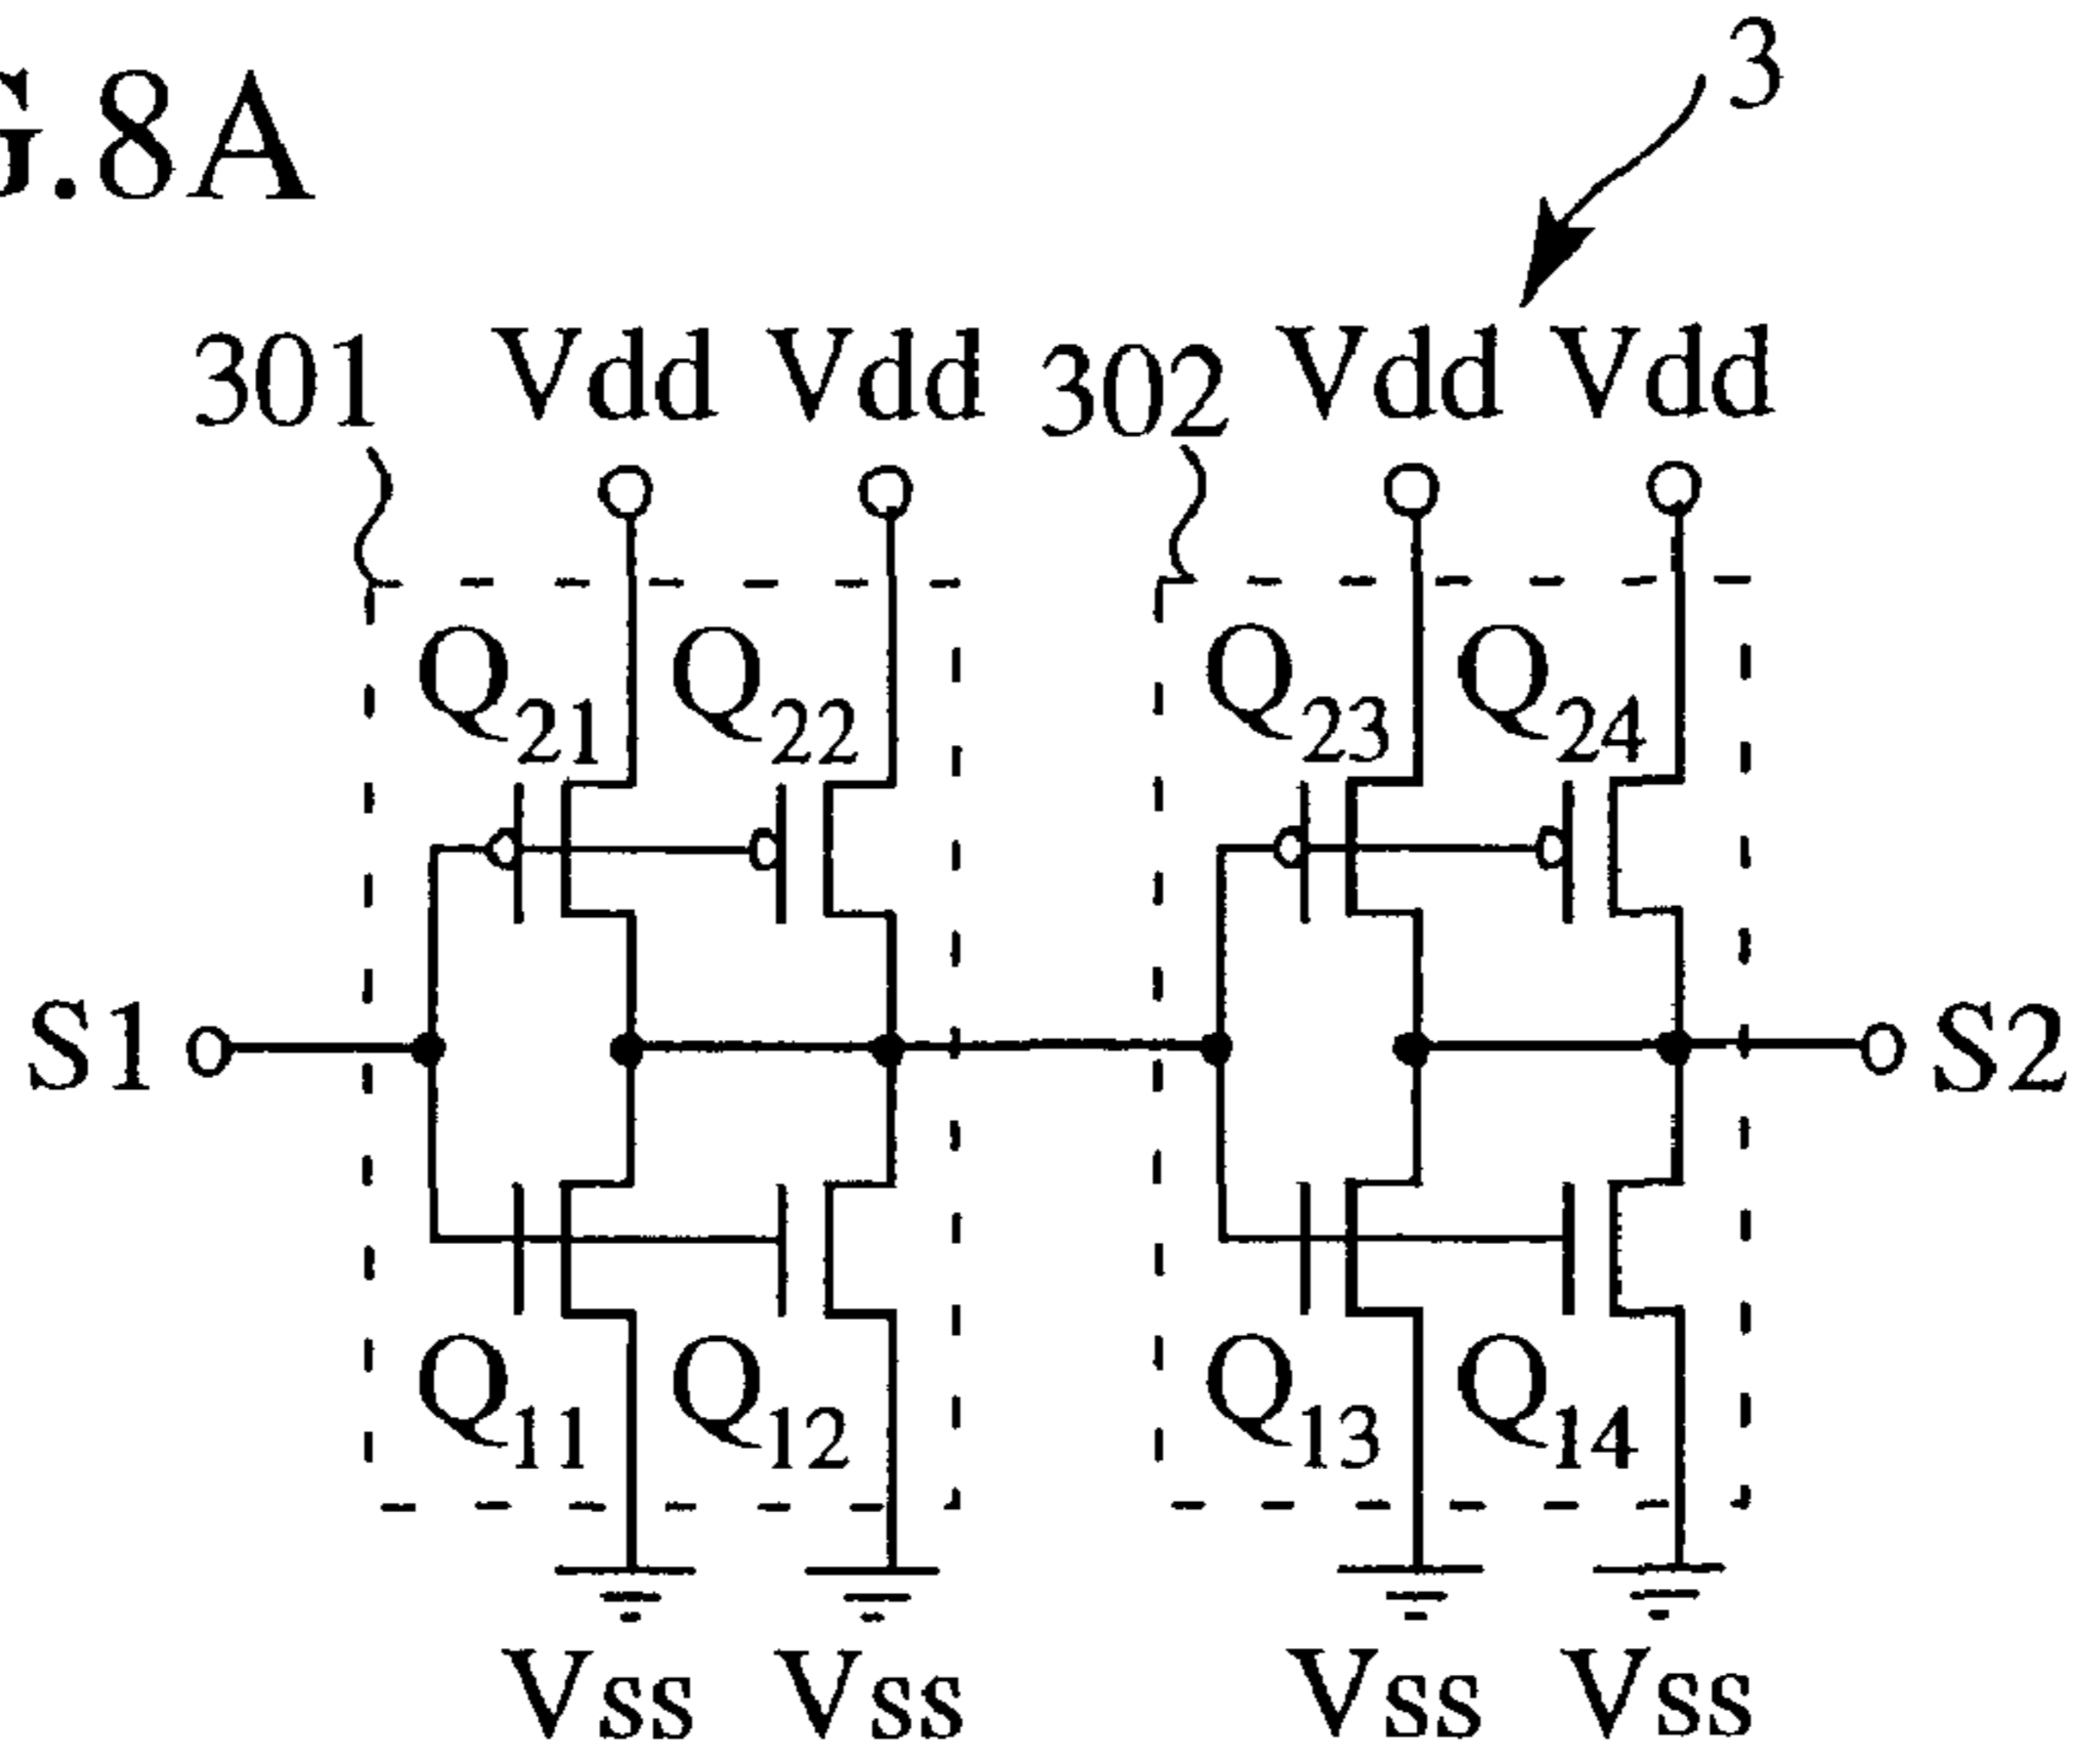 G.8A
3
301 Vdd Vdd 302 Vdd Vdd
Q21 Q22 Q23 Q24
S1 S2
Q11 Q12 Q13 Q14
Vss Vss Vss Vss